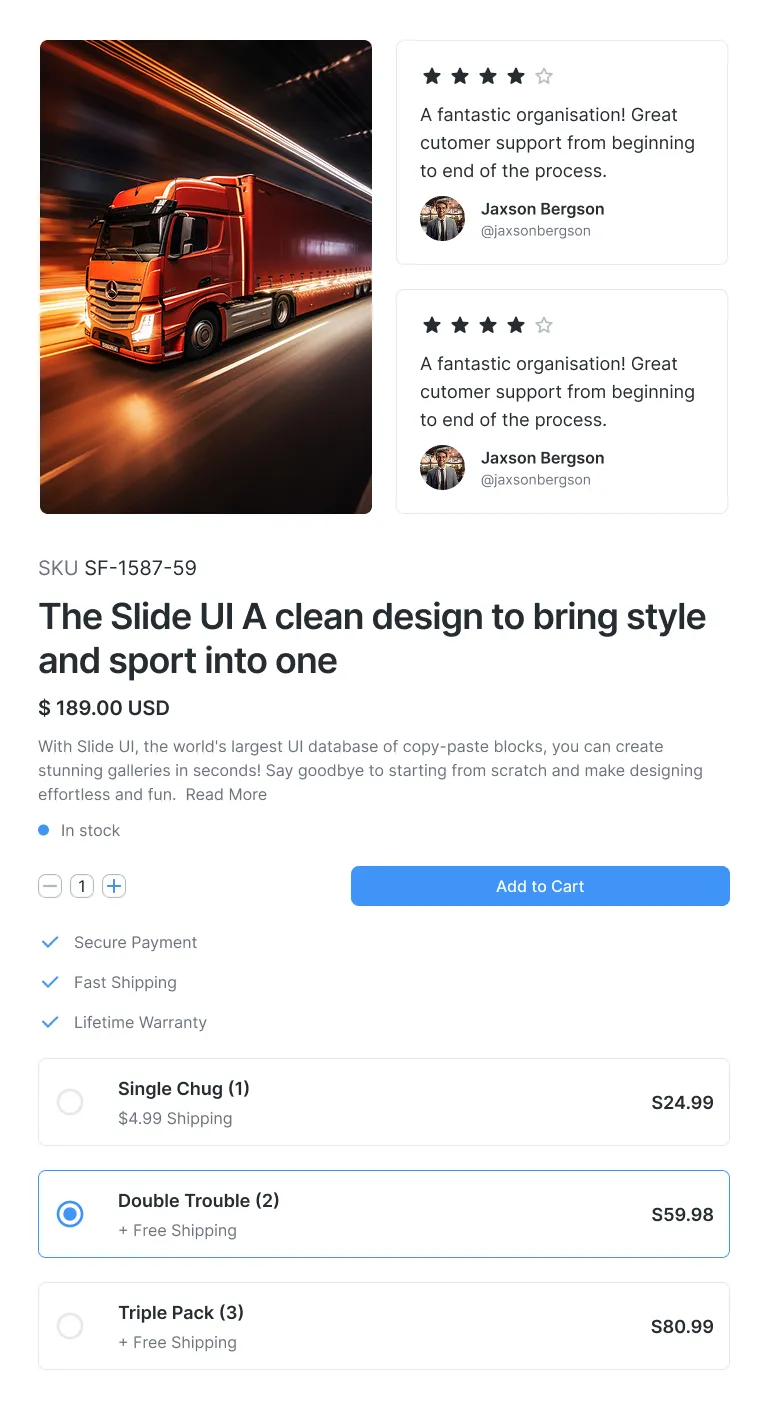 A fantastic organisation! Great
cutomer support from beginning
to end of the process.
Jaxson Bergson
@jaxsonbergson
A fantastic organisation! Great
cutomer support from beginning
to end of the process.
Jaxson Bergson
@jaxsonbergson
SKU SF-1587-59
The Slide UI A clean design to bring style
and sport into one
$ 189.00 USD
With Slide UI, the world's largest UI database of copy-paste blocks, you can create
stunning galleries in seconds! Say goodbye to starting from scratch and make designing
effortless and fun. Read More
In stock
1
Add to Cart
Secure Payment
Fast Shipping
Lifetime Warranty
Single Chug (1)
$4.99 Shipping
S24.99
Double Trouble (2)
+ Free Shipping
S59.98
Triple Pack (3)
+ Free Shipping
S80.99